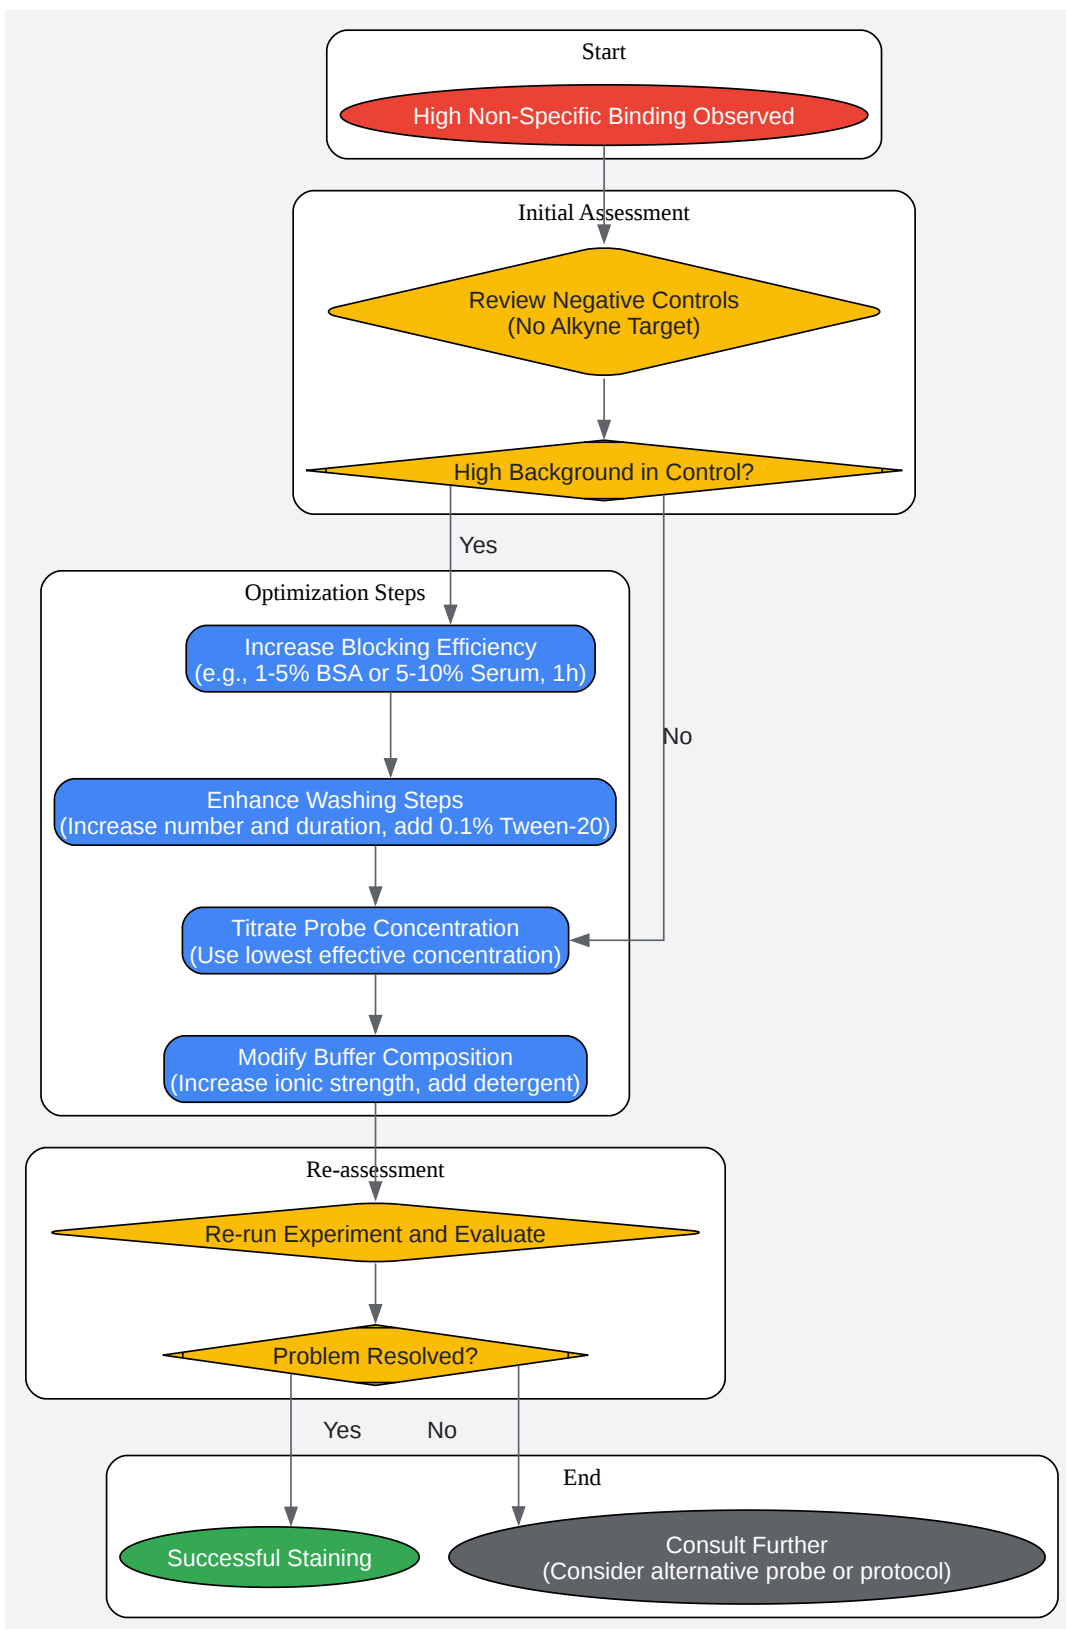 Start
High Non-Specific Binding Observed
Initial Assessment
Review Negative Controls
(No Alkyne Target)
High Background in Control?
Yes
Optimization Steps
Increase Blocking Efficiency
(e.g., 1-5% BSA or 5-10% Serum, 1h)
No
Enhance Washing Steps
(Increase number and duration, add 0.1% Tween-20)
Titrate Probe Concentration
(Use lowest effective concentration)
Modify Buffer Composition
(Increase ionic strength, add detergent)
Re-assessment
Re-run Experiment and Evaluate
Problem Resolved?
Yes
No
End
Successful Staining
Consult Further
(Consider alternative probe or protocol)